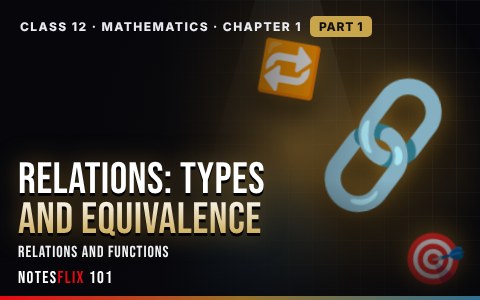 CLASS 12 · MATHEMATICS · CHAPTER 1 PART 1
RELATIONS: TYPES
AND EQUIVALENCE
RELATIONS AND FUNCTIONS
NOTESFLIX 101